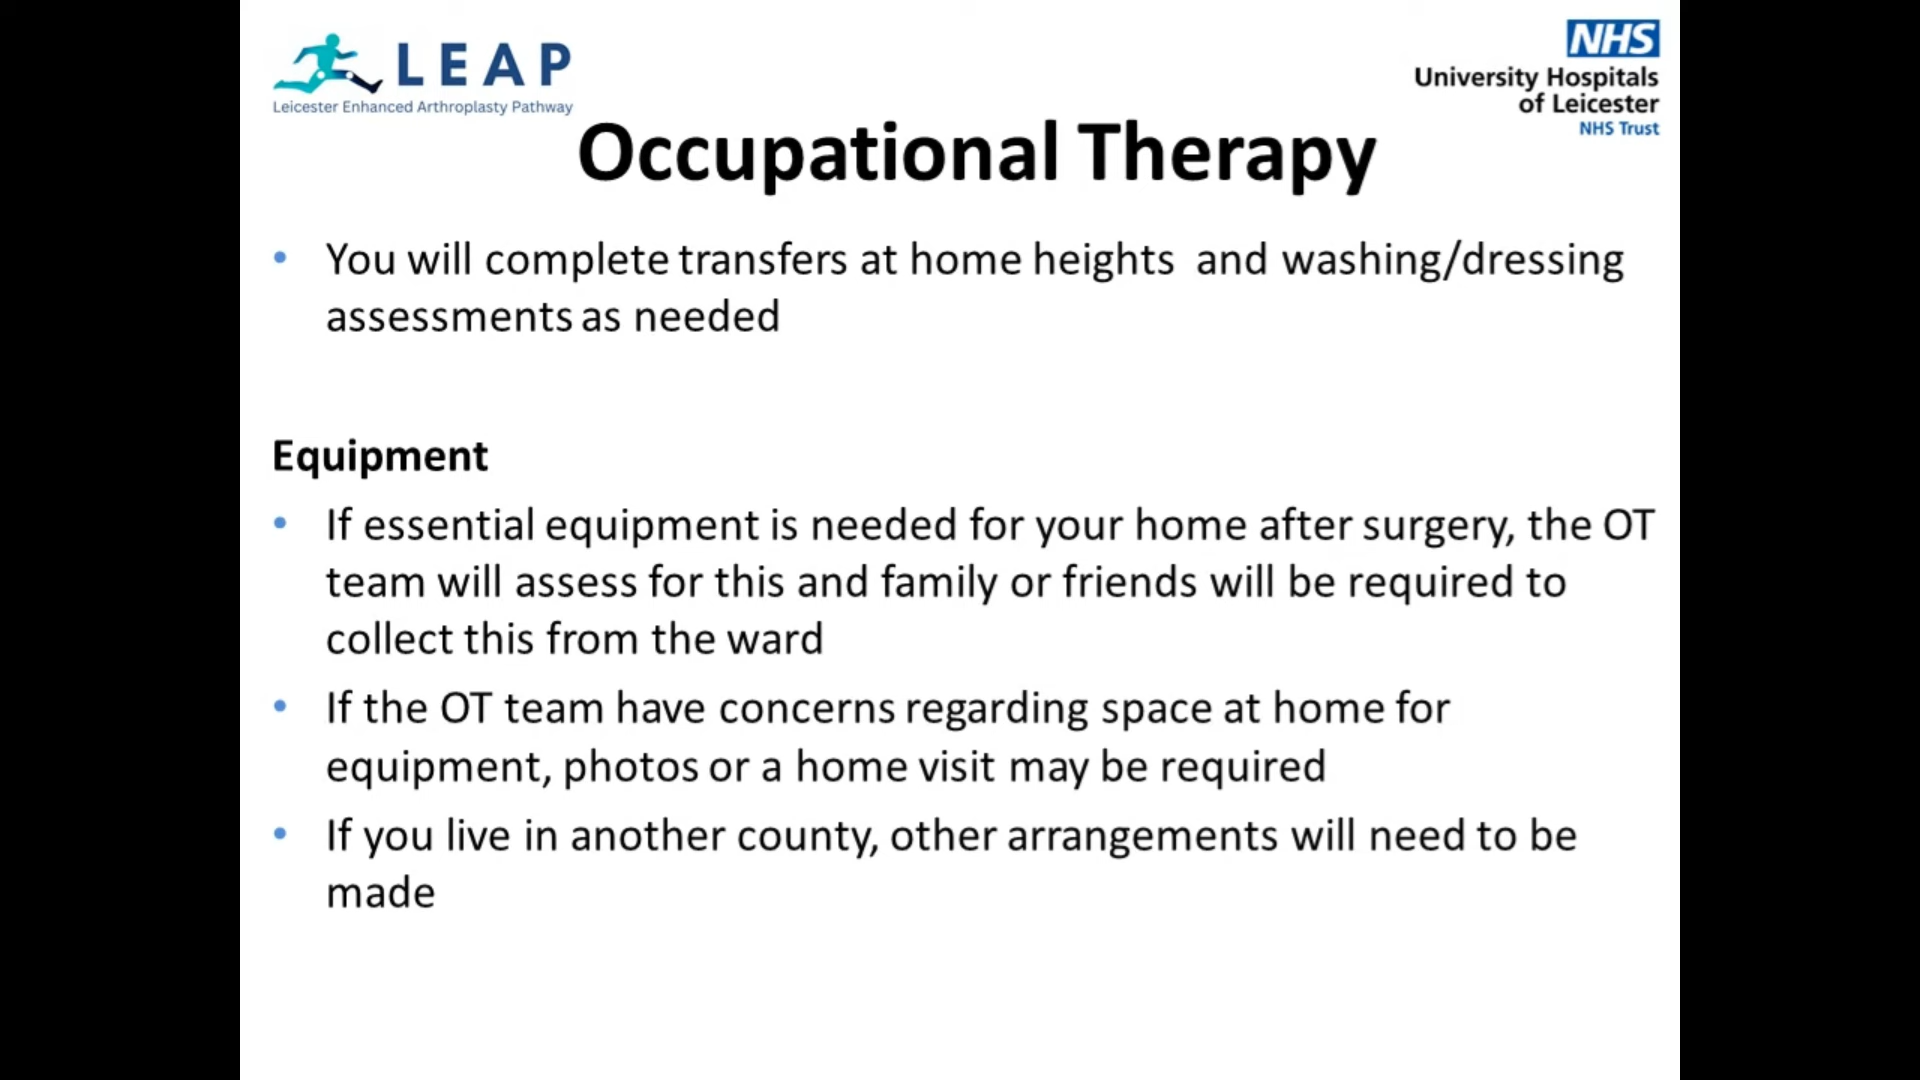 LEAP
Leicester Enhanced Arthroplasty Pathway
NHS
University Hospitals
of Leicester
NHS Trust
Occupational Therapy
• You will complete transfers at home heights  and washing/dressing
assessments as needed
Equipment
• If essential equipment is needed for your home after surgery, the OT
team will assess for this and family or friends will be required to
collect this from the ward
• If the OT team have concerns regarding space at home for
equipment, photos or a home visit may be required
• If you live in another county, other arrangements will need to be
made